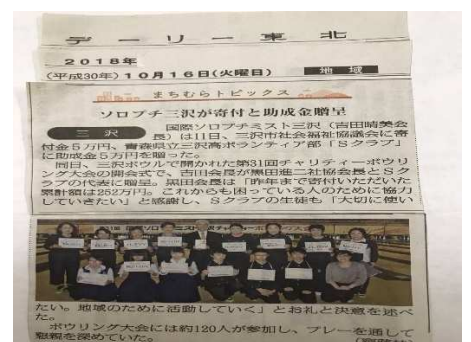 デーリー東北
2018年
(平成30年)10月16日(火曜日)
地域
まちむらトピックス
ソロプチ三沢が寄付と助成金贈呈
三沢
国際ソロプチミスト三沢(吉田晴美会
長)は11日、三沢市社会福祉協議会に寄
付金5万円、青森県立三沢高ボランティア部「Sクラブ」
に助成金5万円を贈った。
同日、三沢ボウルで開かれた第31回チャリティーボウリ
ング大会の開会式で、吉田会長が黒田進二社協会長とSク
ラブの代表に贈呈。黒田会長は「昨年まで寄付いただいた
累計額は252万円。これからも困っている人のために協力
していきたい」と感謝し、Sクラブの生徒も「大切に使い
たい。地域のために活動していく」とお礼と決意を述べ
た。
ボウリング大会には約120人が参加し、プレーを通して
懇親を深めていた。